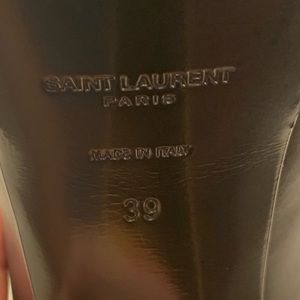 SAINT LAURENT
PARIS
MADE IN ITALY
39